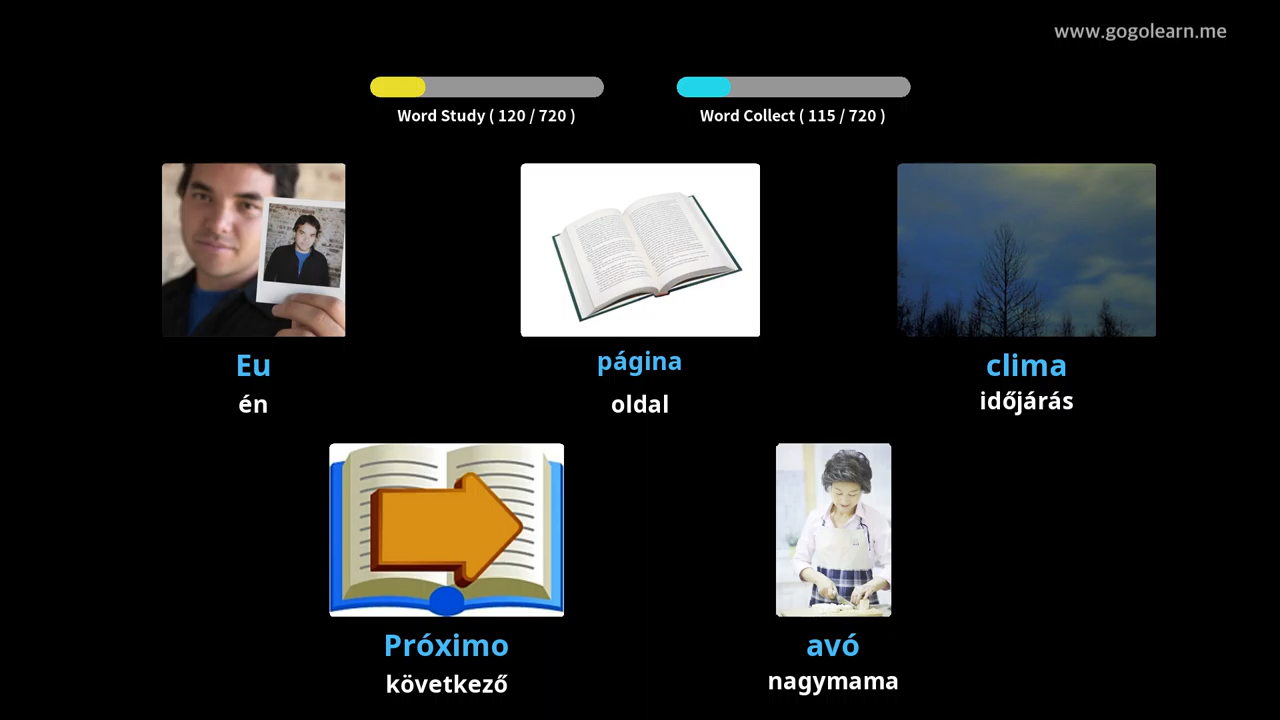 www.gogolearn.me
Word Study ( 120 / 720 )
Word Collect ( 115 / 720 )
Eu
én
página
oldal
clima
időjárás
Próximo
következő
avó
nagymama